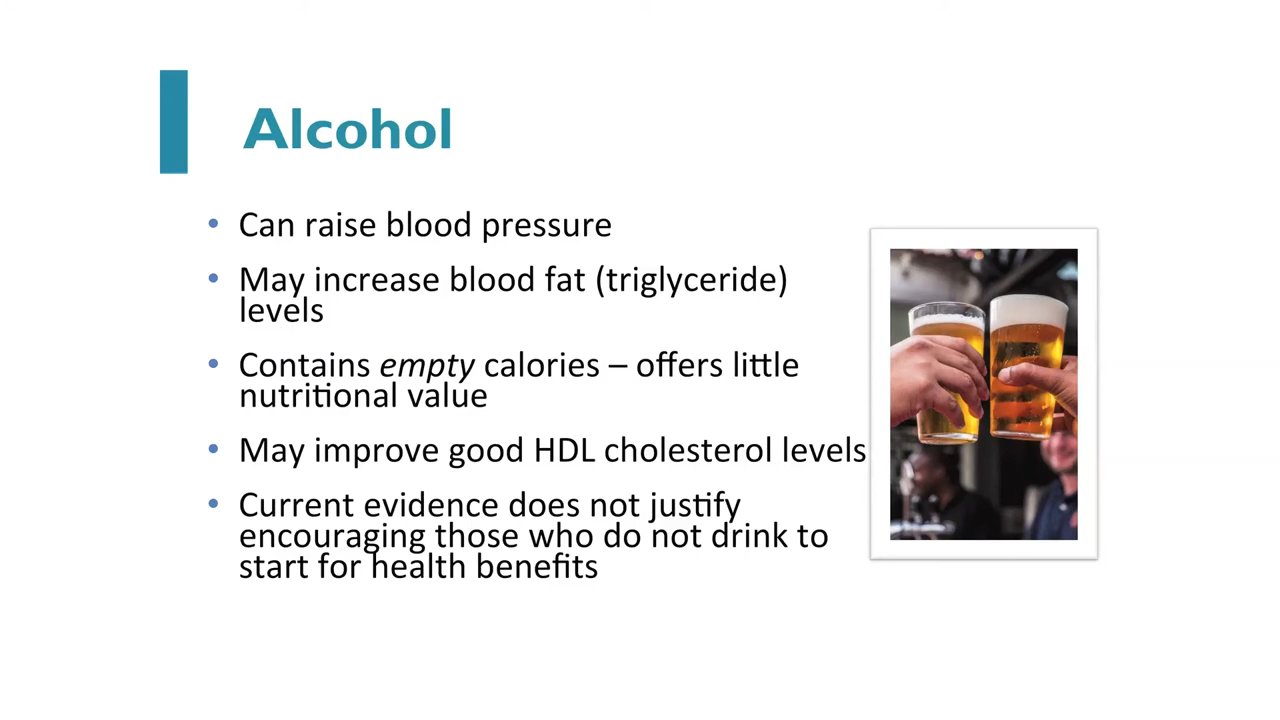 Alcohol
• Can raise blood pressure
• May increase blood fat (triglyceride)
levels
• Contains empty calories – offers little
nutritional value
• May improve good HDL cholesterol levels
• Current evidence does not justify
encouraging those who do not drink to
start for health benefits